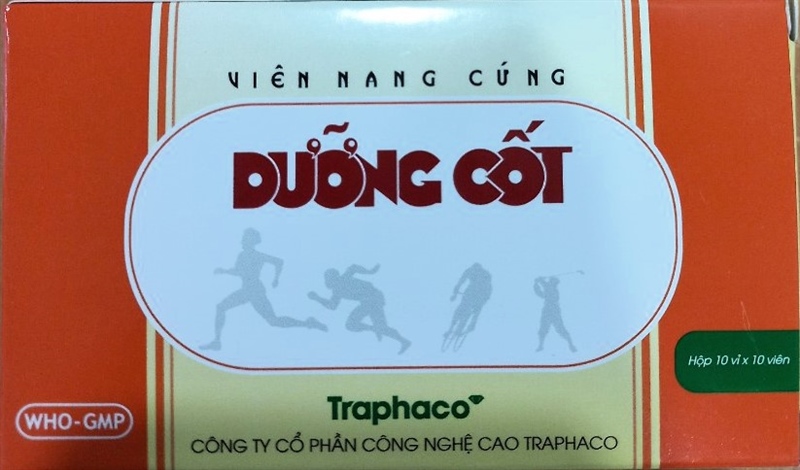 VIÊN NANG CỨNG
DƯỠNG CỐT
Hộp 10 vỉ x 10 viên
Traphaco
WHO-GMP
CÔNG TY CỔ PHẦN CÔNG NGHỆ CAO TRAPHACO